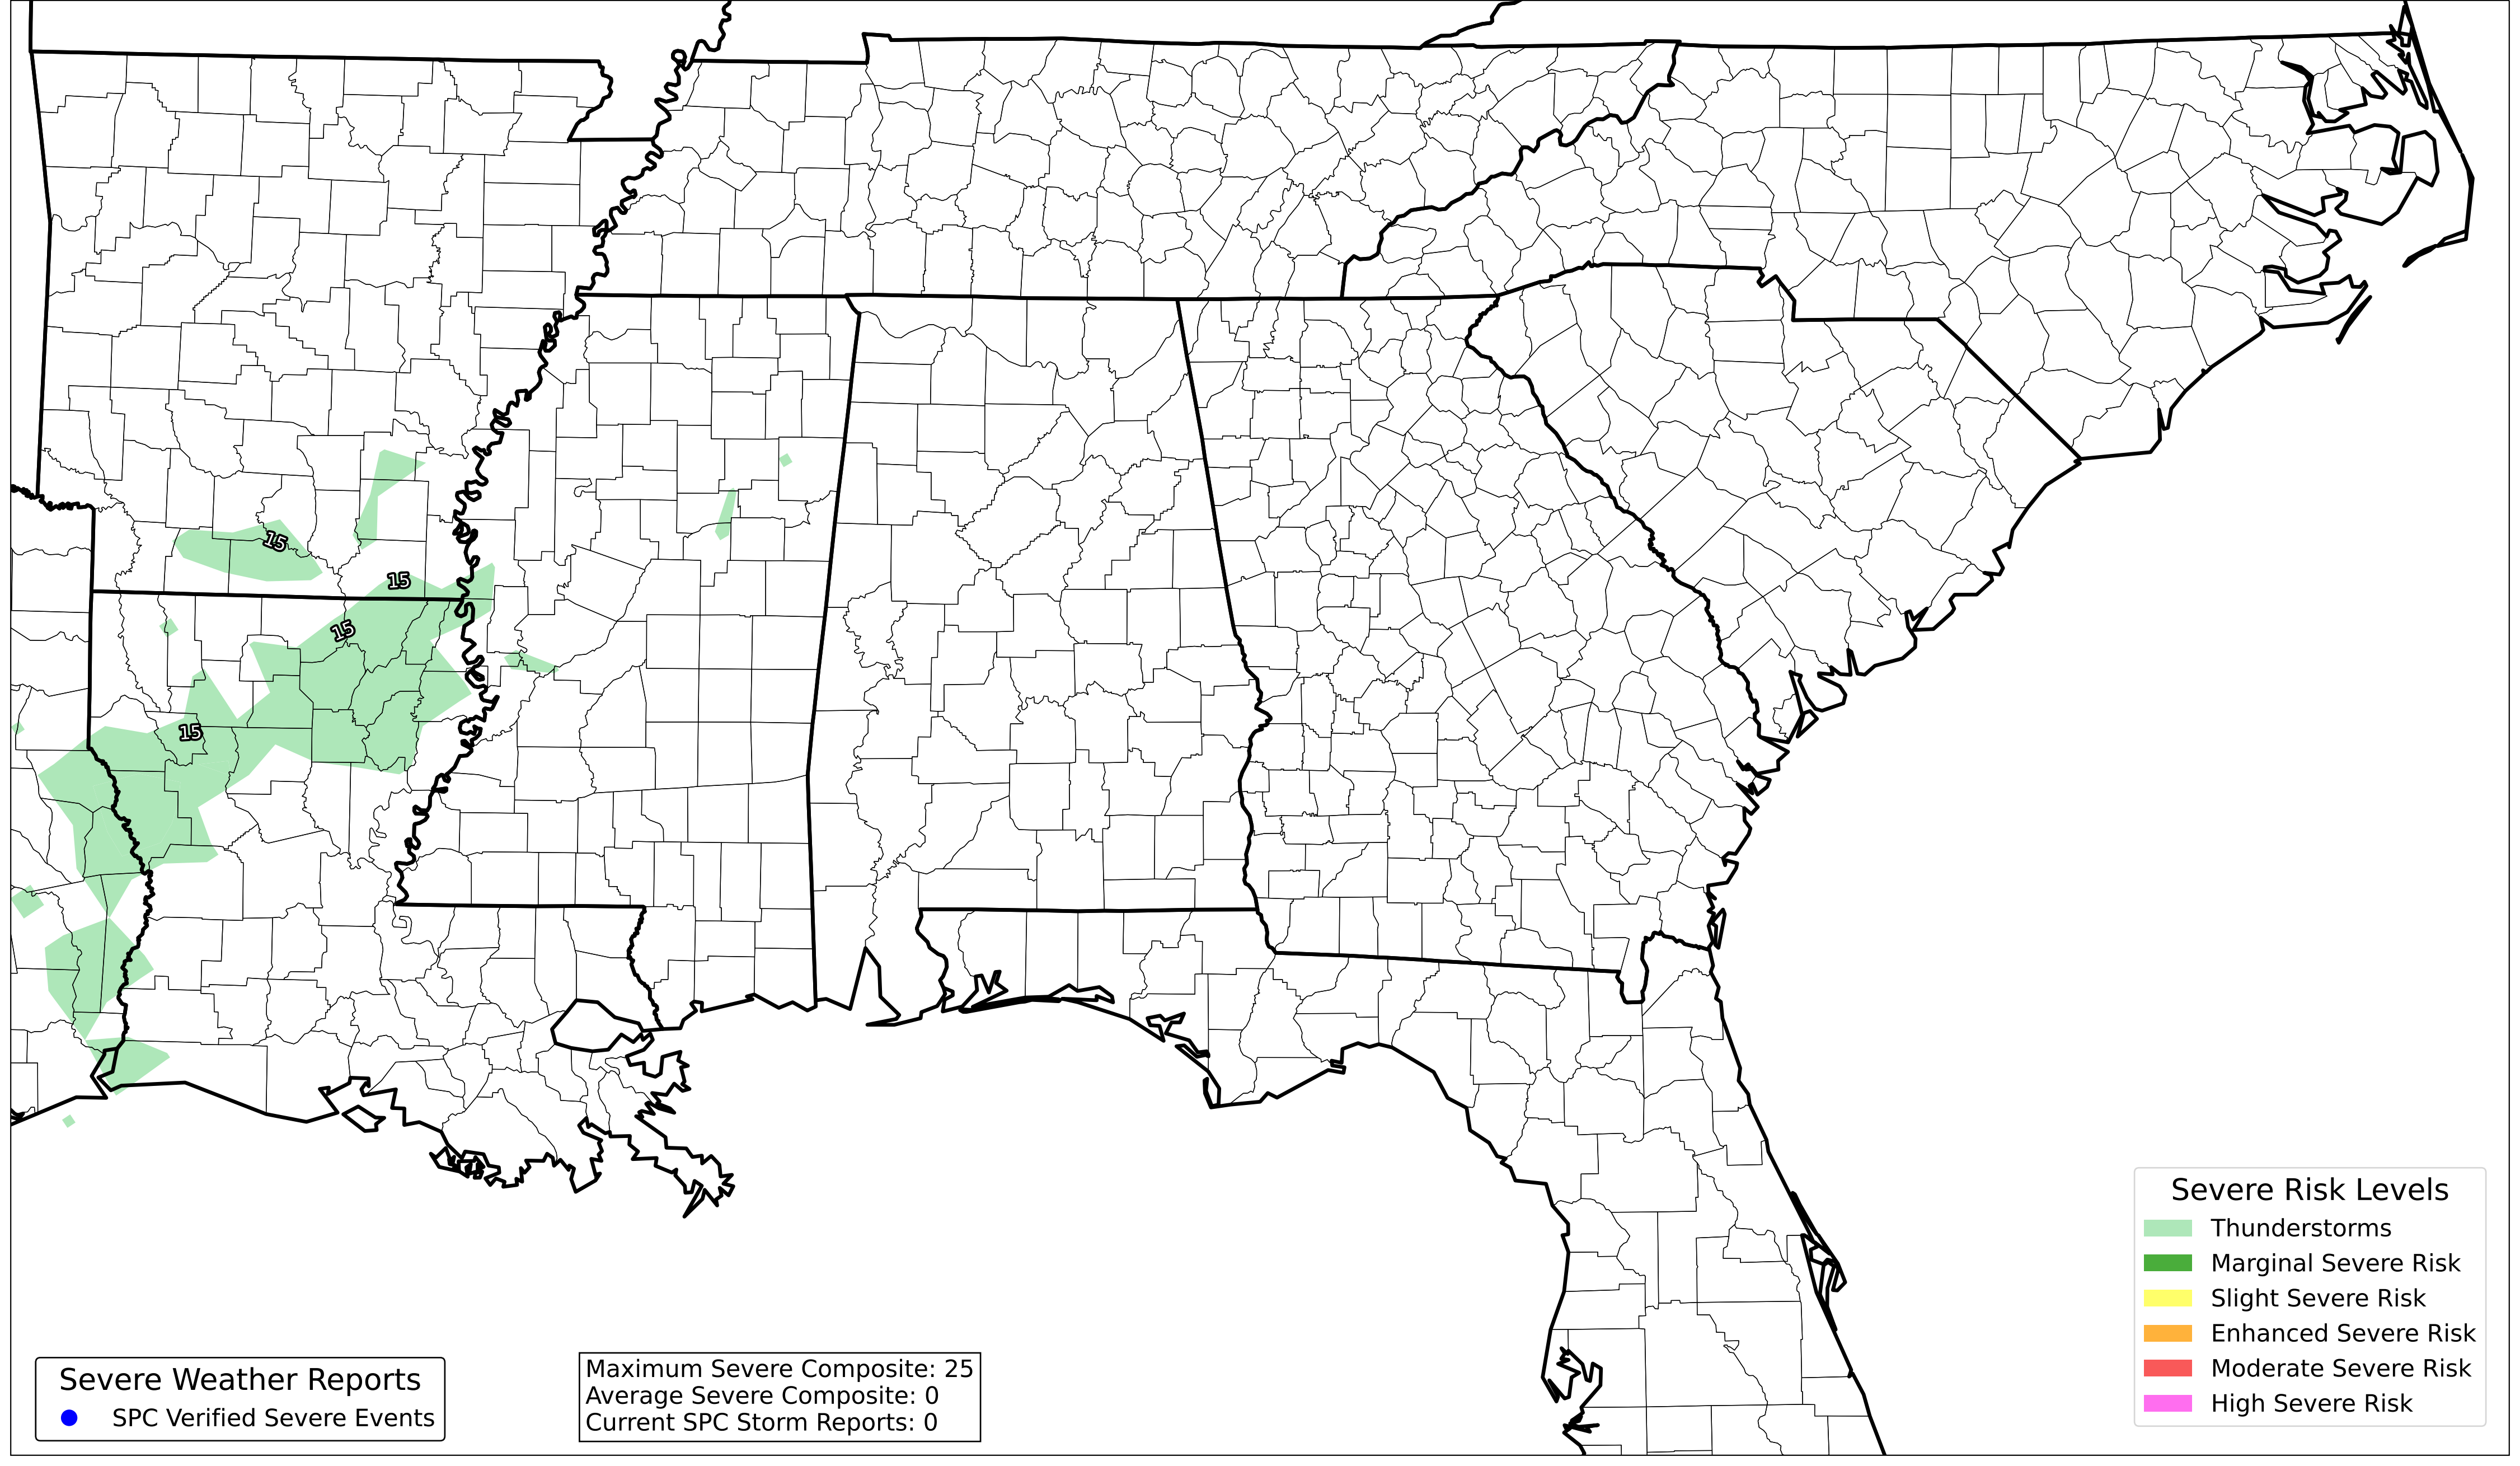 15
15
15
15
Severe Risk Levels
Thunderstorms
Marginal Severe Risk
Slight Severe Risk
Enhanced Severe Risk
Moderate Severe Risk
High Severe Risk
Severe Weather Reports
SPC Verified Severe Events
Maximum Severe Composite: 25
Average Severe Composite: 0
Current SPC Storm Reports: 0